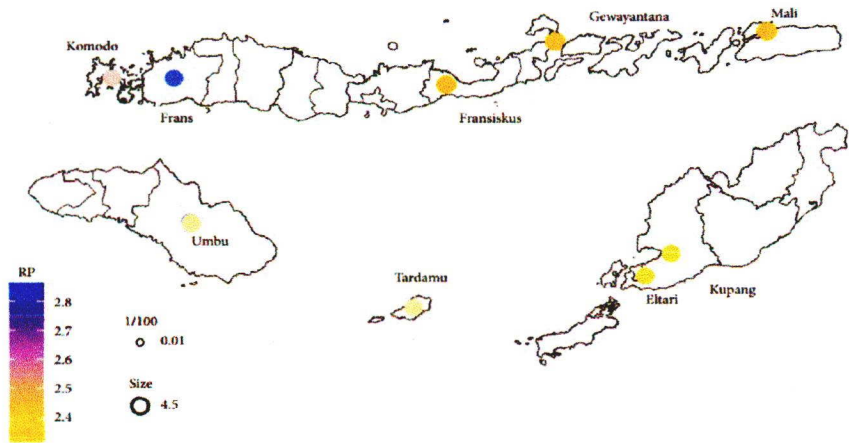 Komodo
Gewayantana
Mali
Frans
Fransiskus
Umbu
Tardamu
Eltari
Kupang
RP
2.8
2.7
2.6
2.5
2.4
1/100
0.01
Size
4.5